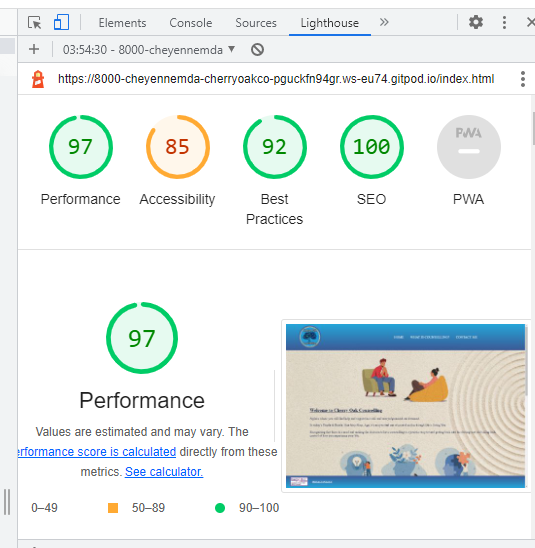 Elements Console Sources Lighthouse »
03:54:30 - 8000-cheyennemda
https://8000-cheyennemda-cherryoakco-pguckfn94gr.ws-eu74.gitpod.io/index.html
97 85 92 100 PWA
Performance Accessibility Best Practices SEO PWA
97
Performance
Values are estimated and may vary. The
erformance score is calculated directly from these
metrics. See calculator.
0–49 50–89 90–100
HOME
Welcome to Cherry Oak Counselling